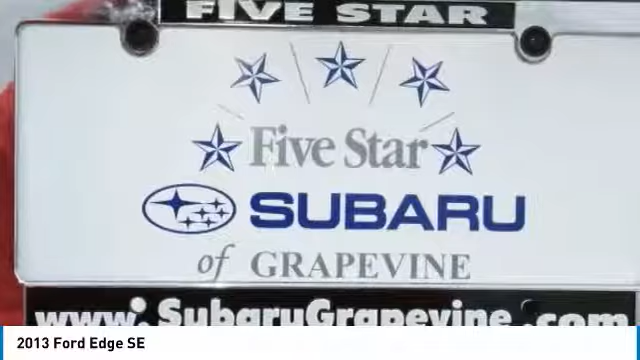 FIVE STAR
Five Star
SUBARU
of GRAPEVINE
www.SubaruGrapevine.com
2013 Ford Edge SE